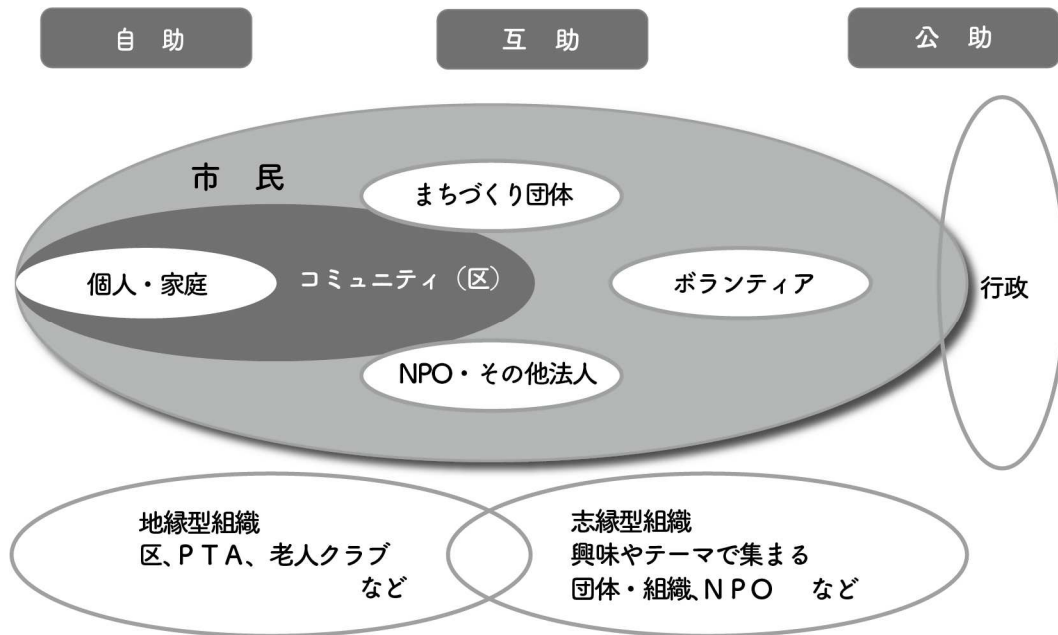 自 助
互 助
公 助
市 民
まちづくり団体
個人・家庭
コミュニティ（区）
ボランティア
行政
NPO・その他法人
地縁型組織
区、PTA、老人クラブ
など
志縁型組織
興味やテーマで集まる
団体・組織、NPO など